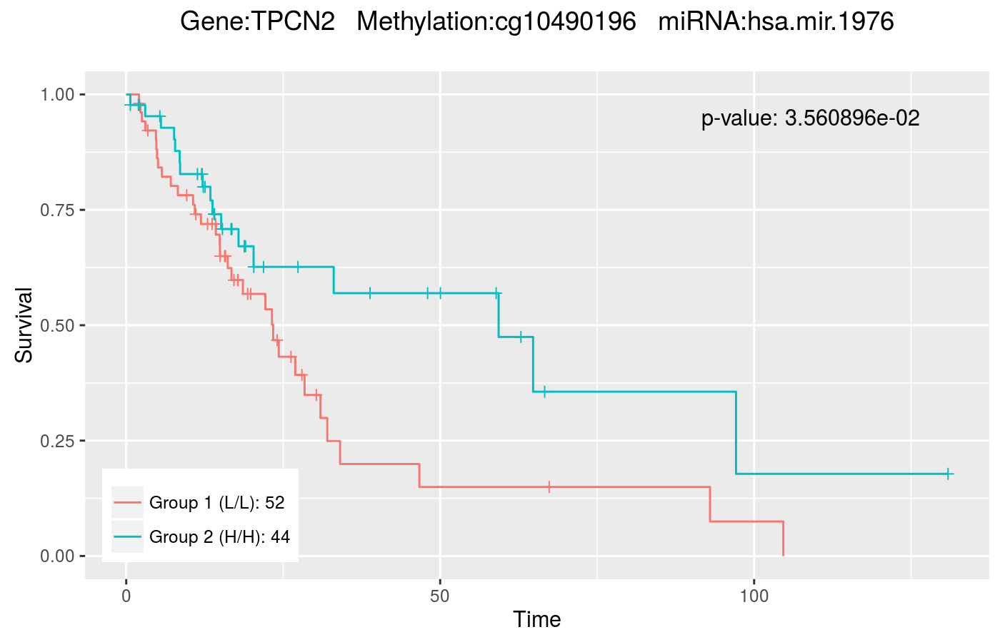 Gene:TPCN2   Methylation:cg10490196   miRNA:hsa.mir.1976
p-value: 3.560896e-02
1.00
0.75
0.50
0.25
0.00
Survival
Group 1 (L/L): 52
Group 2 (H/H): 44
0 50 100
Time